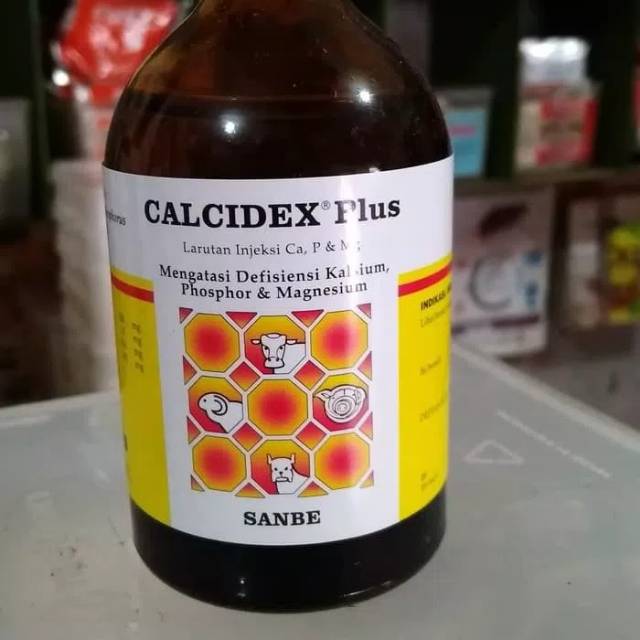 CALCIDEX® Plus
Larutan Injeksi Ca, P & Mg
Mengatasi Defisiensi Kalsium,
Phosphor & Magnesium
SANBE